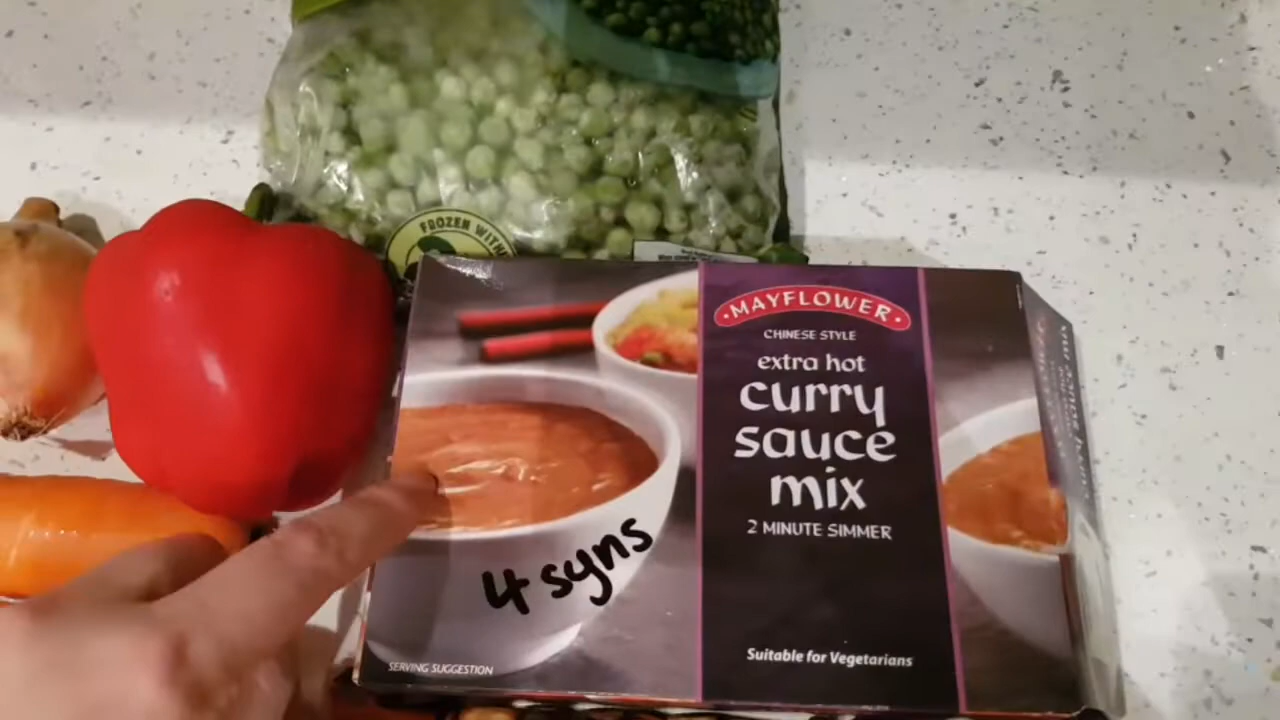 FROZEN WITH
·MAYFLOWER·
CHINESE STYLE
extra hot
curry
sauce
mix
2 MINUTE SIMMER
4 syns
Suitable for Vegetarians
SERVING SUGGESTION